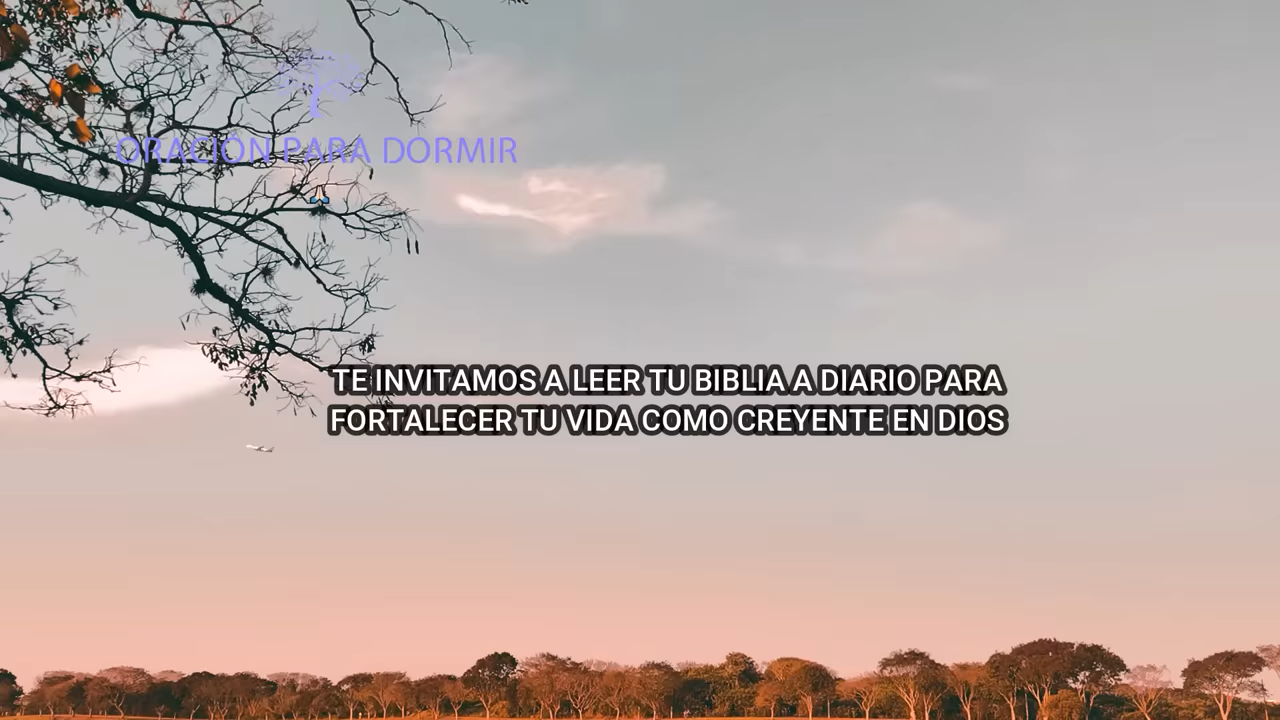 ORACIÓN PARA DORMIR
TE INVITAMOS A LEER TU BIBLIA A DIARIO PARA
FORTALECER TU VIDA COMO CREYENTE EN DIOS